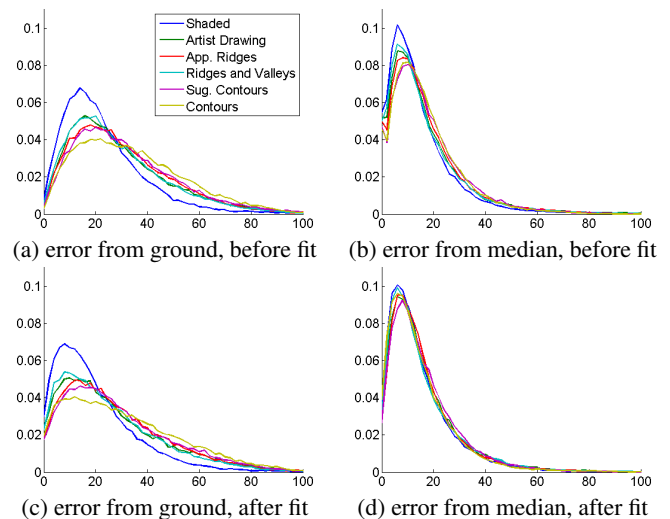 0.1
0.08
0.06
0.04
0.02
0
0 20 40 60 80 100
Shaded
Artist Drawing
App. Ridges
Ridges and Valleys
Sug. Contours
Contours
(a) error from ground, before fit
0.1
0.08
0.06
0.04
0.02
0
0 20 40 60 80 100
(b) error from median, before fit
0.1
0.08
0.06
0.04
0.02
0
0 20 40 60 80 100
(c) error from ground, after fit
0.1
0.08
0.06
0.04
0.02
0
0 20 40 60 80 100
(d) error from median, after fit